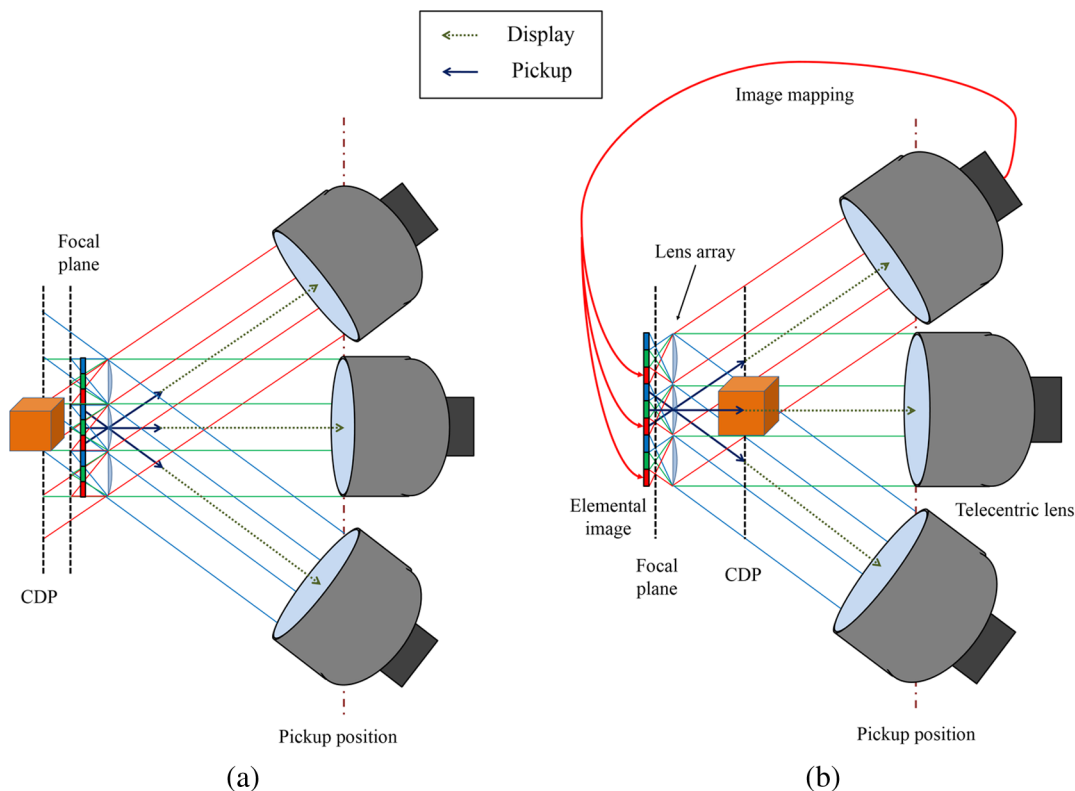 Display
Pickup
Focal
plane
CDP
Pickup position
(a)
Image mapping
Lens array
Elemental
image
Focal
plane
CDP
Telecentric lens
Pickup position
(b)